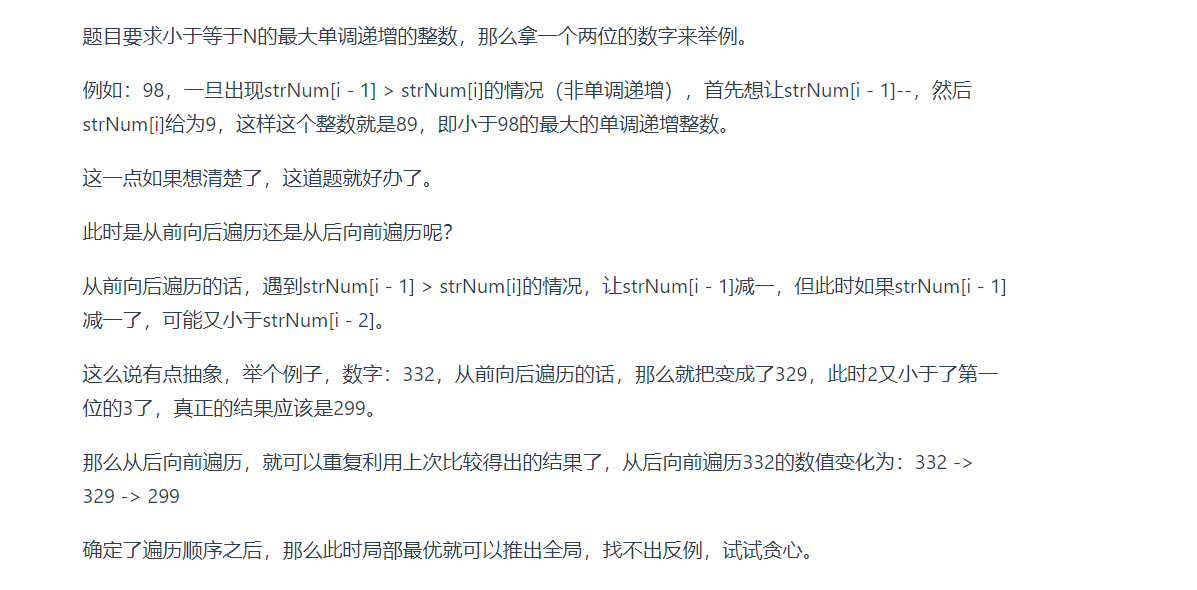 题目要求小于等于N的最大单调递增的整数，那么拿一个两位的数字来举例。
例如：98，一旦出现strNum[i - 1] > strNum[i]的情况（非单调递增），首先想让strNum[i - 1]--，然后
strNum[i]给为9，这样这个整数就是89，即小于98的最大的单调递增整数。
这一点如果想清楚了，这道题就好办了。
此时是从前向后遍历还是从后向前遍历呢？
从前向后遍历的话，遇到strNum[i - 1] > strNum[i]的情况，让strNum[i - 1]减一，但此时如果strNum[i - 1]
减一了，可能又小于strNum[i - 2]。
这么说有点抽象，举个例子，数字：332，从前向后遍历的话，那么就把变成了329，此时2又小于了第一
位的3了，真正的结果应该是299。
那么从后向前遍历，就可以重复利用上次比较得出的结果了，从后向前遍历332的数值变化为：332 ->
329 -> 299
确定了遍历顺序之后，那么此时局部最优就可以推出全局，找不出反例，试试贪心。